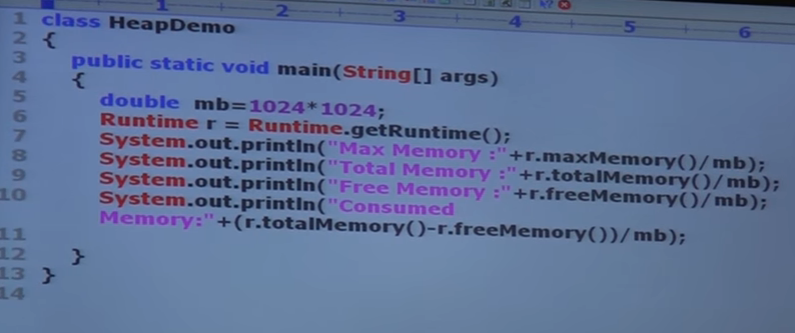 1 2 3 4 5 6
1 class HeapDemo
2 {
3 public static void main(String[] args)
4 {
5 double mb=1024*1024;
6 Runtime r = Runtime.getRuntime();
7 System.out.println("Max Memory :"+r.maxMemory()/mb);
8 System.out.println("Total Memory :"+r.totalMemory()/mb);
9 System.out.println("Free Memory :"+r.freeMemory()/mb);
10 System.out.println("Consumed
Memory:"+(r.totalMemory()-r.freeMemory())/mb);
11
12 }
13 }
14